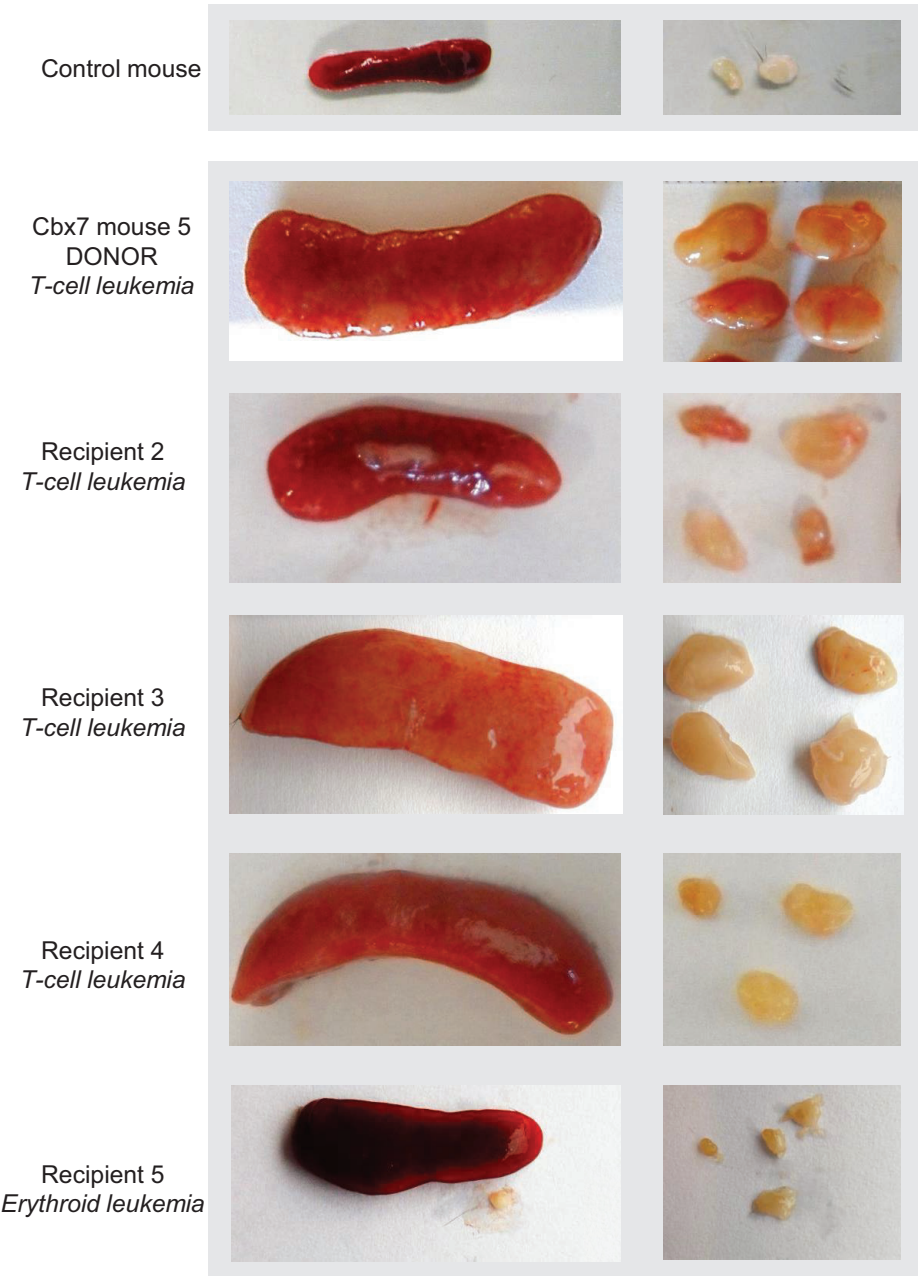 Control mouse
Cbx7 mouse 5
DONOR
T-cell leukemia
Recipient 2
T-cell leukemia
Recipient 3
T-cell leukemia
Recipient 4
T-cell leukemia
Recipient 5
Erythroid leukemia